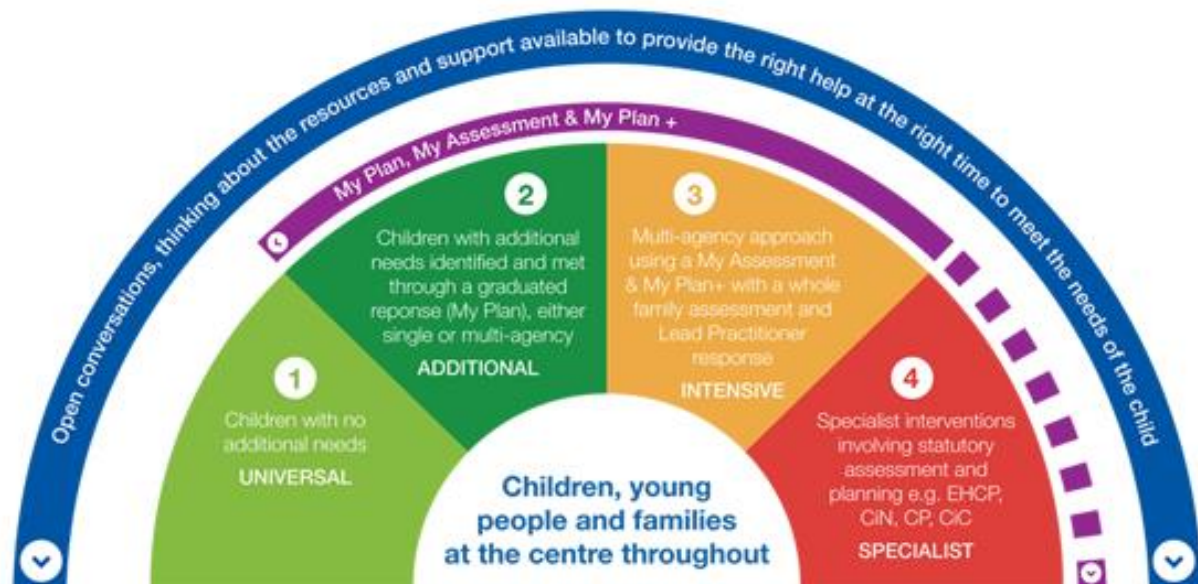 Open conversations, thinking about the resources and support available to provide the right help at the right time to meet the needs of the child
My Plan, My Assessment & My Plan +
1
Children with no
additional needs
UNIVERSAL
2
Children with additional
needs identified and met
through a graduated
reponse (My Plan), either
single or multi-agency
ADDITIONAL
3
Multi-agency approach
using a My Assessment
& My Plan+ with a whole
family assessment and
Lead Practitioner
response
INTENSIVE
4
Specialist interventions
involving statutory
assessment and
planning e.g. EHCP,
CiN, CP, CiC
SPECIALIST
Children, young
people and families
at the centre throughout